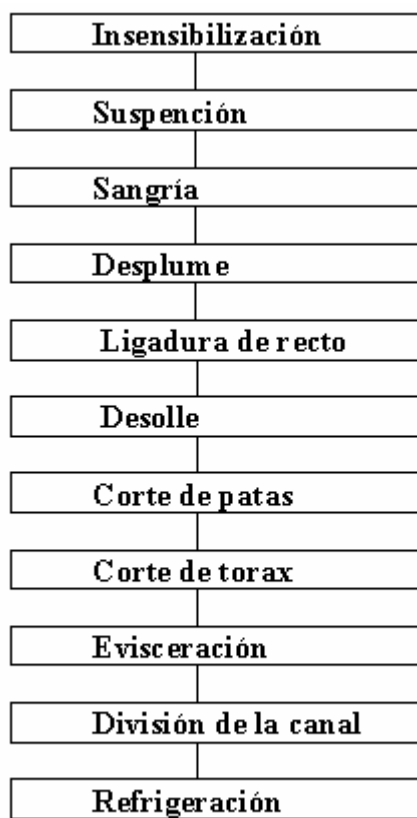 Insensibilización
Suspención
Sangría
Desplume
Ligadura de recto
Desolle
Corte de patas
Corte de torax
Evisceración
División de la canal
Refrigeración